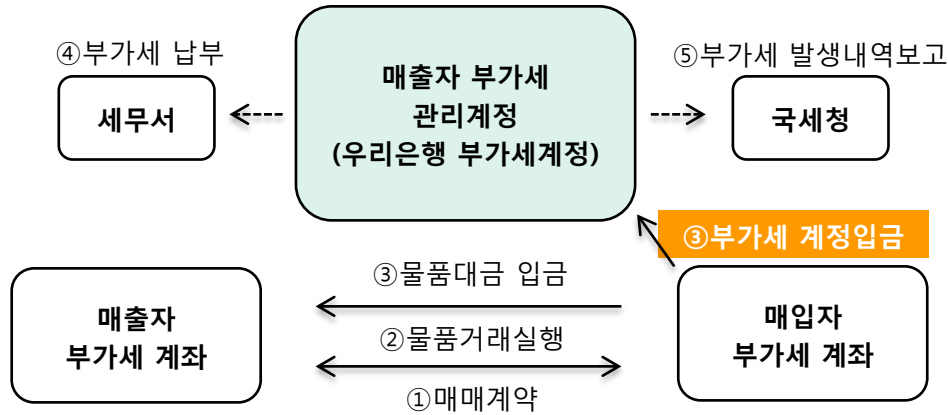 ④부가세 납부
세무서
매출자 부가세
관리계정
(우리은행 부가세계정)
⑤부가세 발생내역보고
국세청
③부가세 계정입금
③물품대금 입금
매출자
부가세 계좌
②물품거래실행
매입자
부가세 계좌
①매매계약